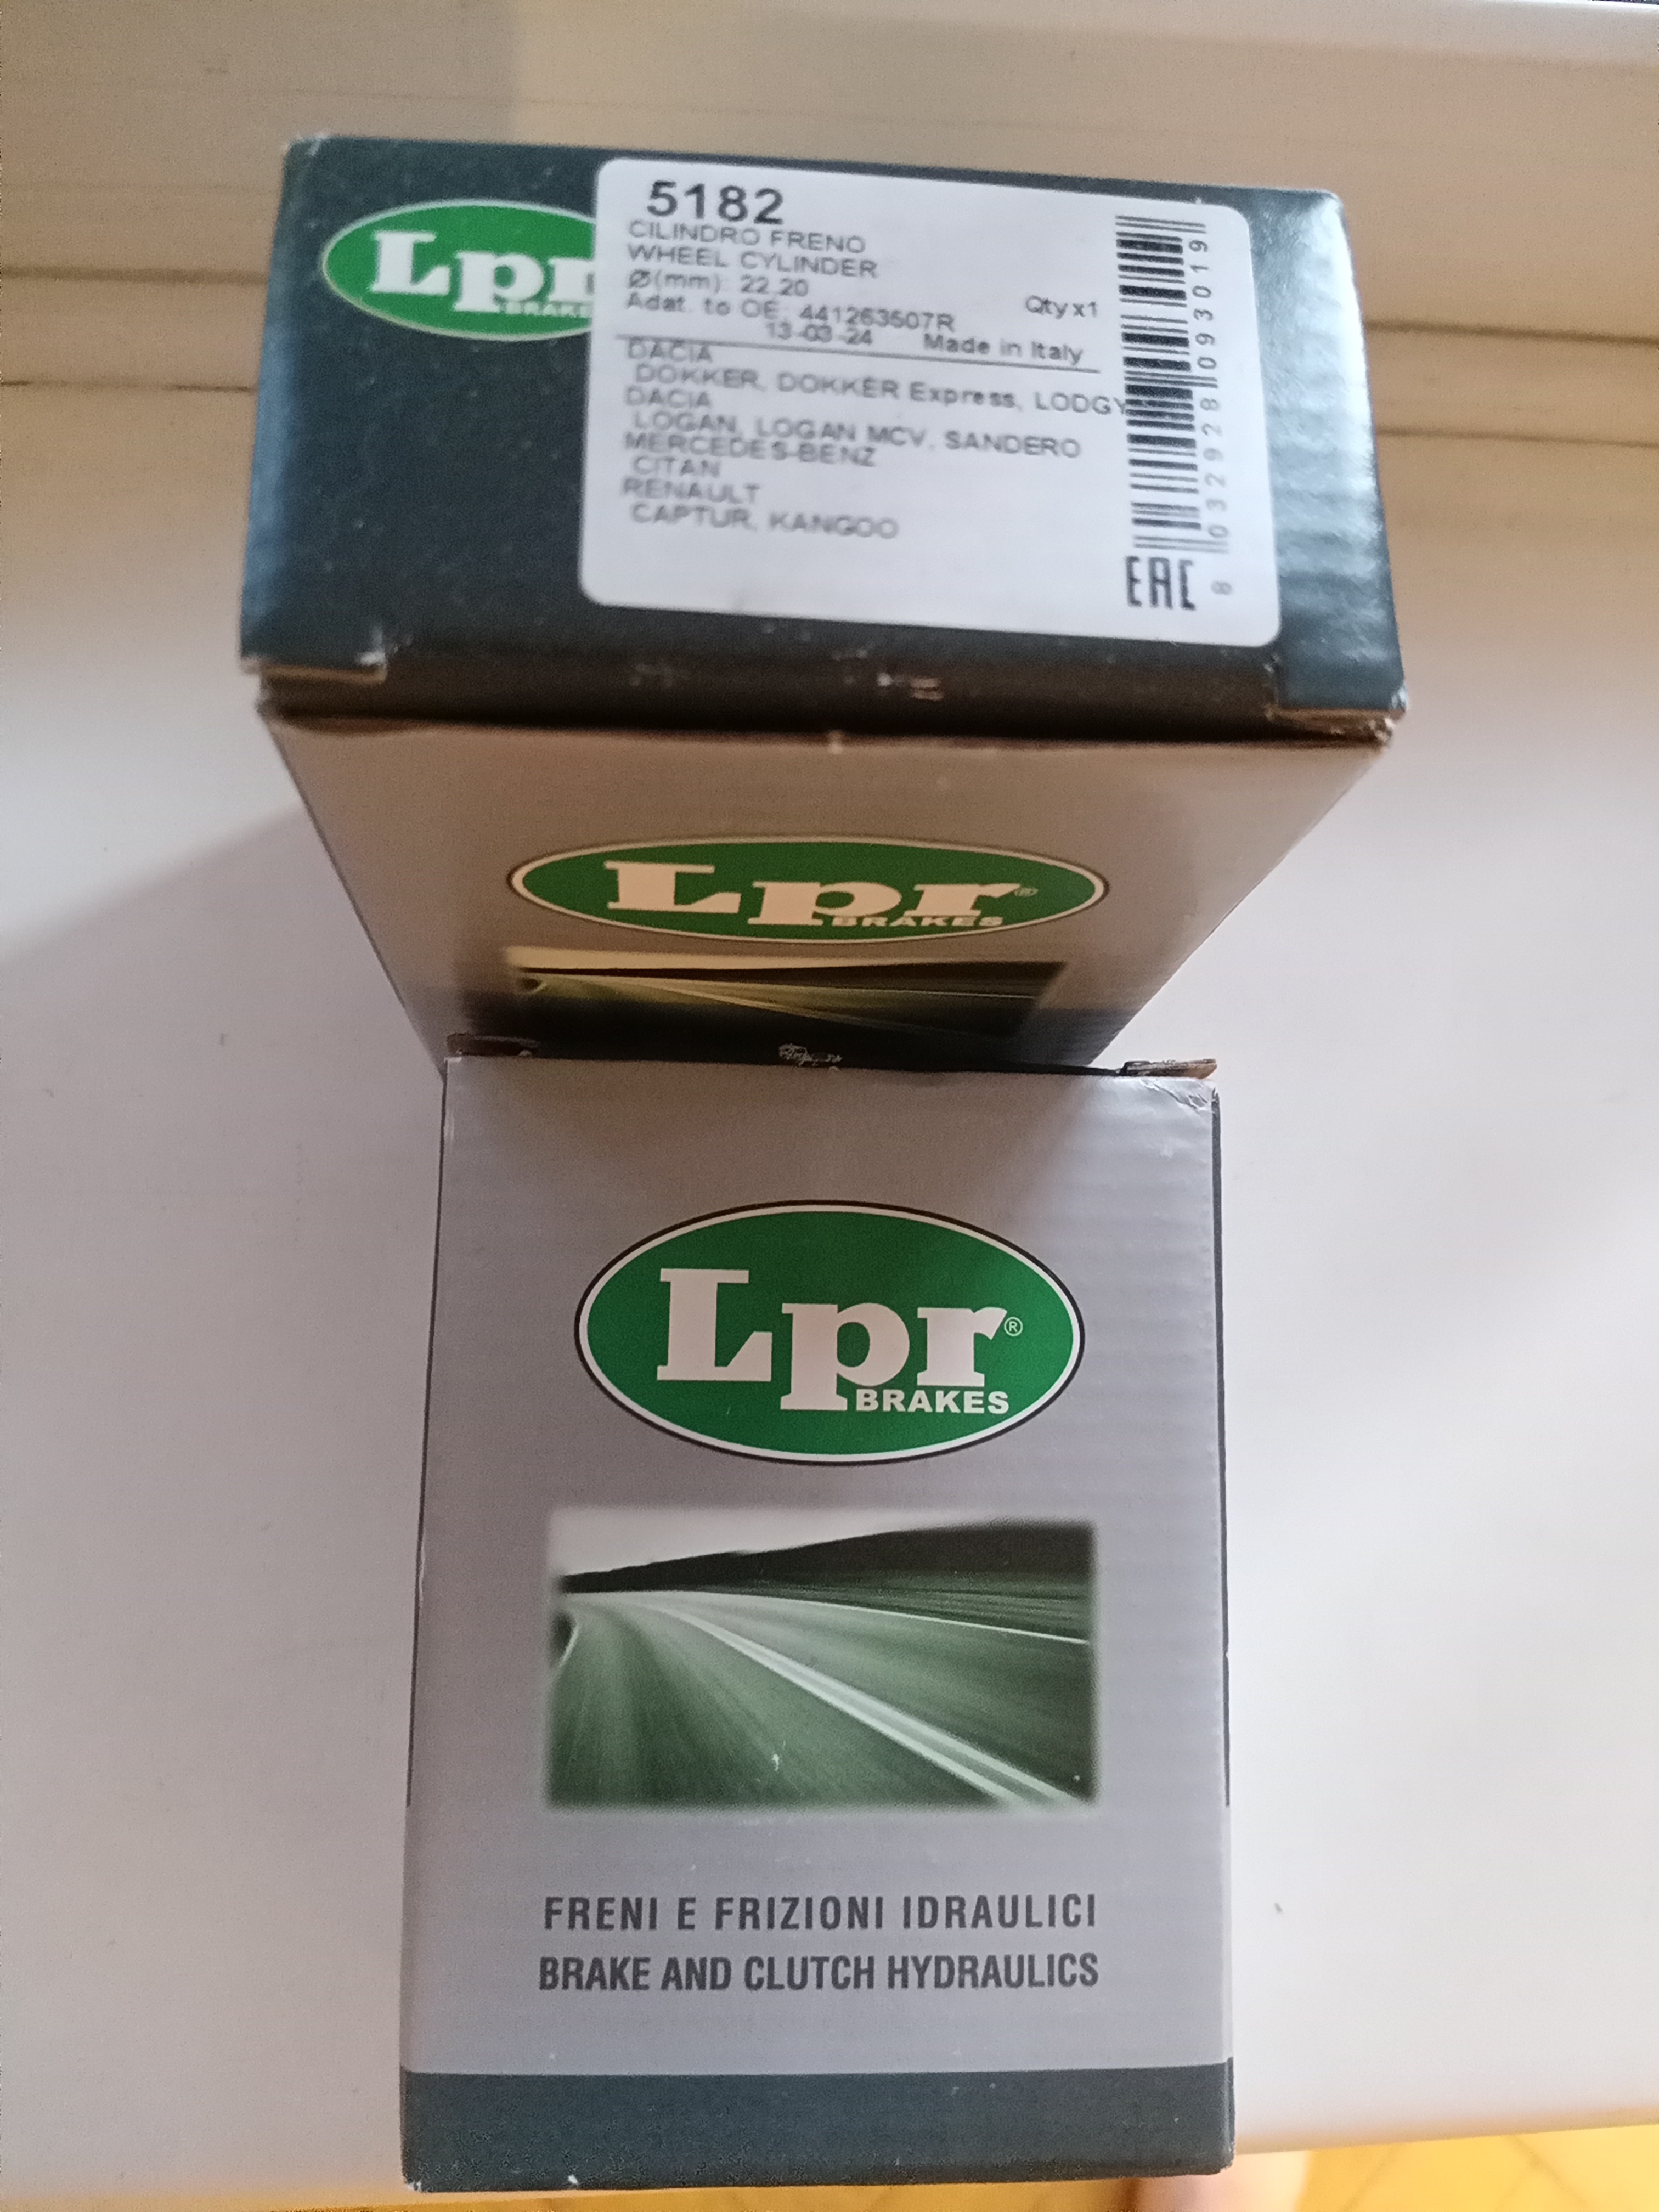 Lpr
BRAKES
5182
CILINDRO FRENO
WHEEL CYLINDER
Ø(mm): 22.20
Adat. to OE: 441263507R
Qty x1
13-03-24 Made in Italy
DACIA
DOKKER, DOKKER Express, LODGY
DACIA
LOGAN, LOGAN MCV, SANDERO
MERCEDES-BENZ
CITAN
RENAULT
CAPTUR, KANGOO
8 032928 093019
EAC
Lpr®
BRAKES
Lpr®
BRAKES
FRENI E FRIZIONI IDRAULICI
BRAKE AND CLUTCH HYDRAULICS